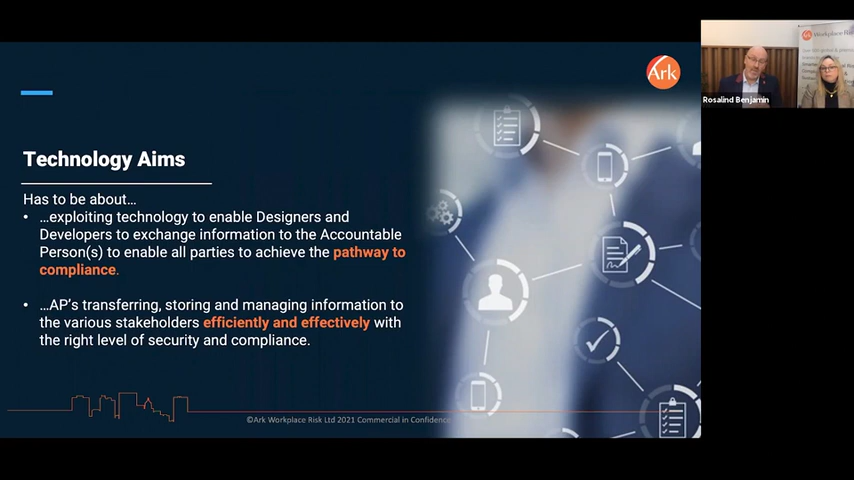 Ark
Technology Aims
Has to be about…
• …exploiting technology to enable Designers and
Developers to exchange information to the Accountable
Person(s) to enable all parties to achieve the pathway to
compliance.
• …AP's transferring, storing and managing information to
the various stakeholders efficiently and effectively with
the right level of security and compliance.
©Ark Workplace Risk Ltd 2021 Commercial in Confidence
Ark Workplace Ris
Rosalind Benjamin